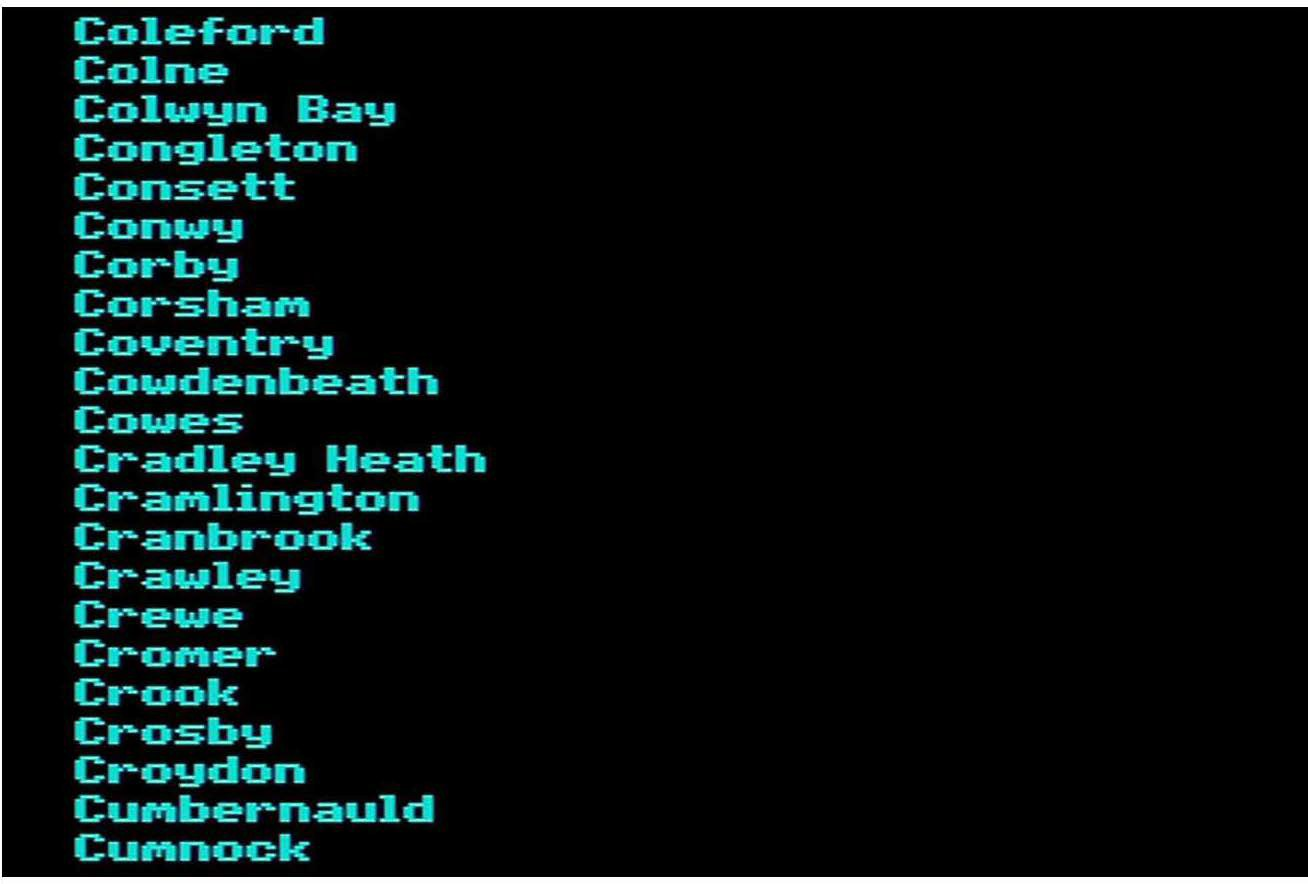 Coleford
Colne
Colwyn Bay
Congleton
Consett
Conwy
Corby
Corsham
Coventry
Cowdenbeath
Cowes
Cradley Heath
Cramlington
Cranbrook
Crawley
Crewe
Cromer
Crook
Crosby
Croydon
Cumbernauld
Cumnock